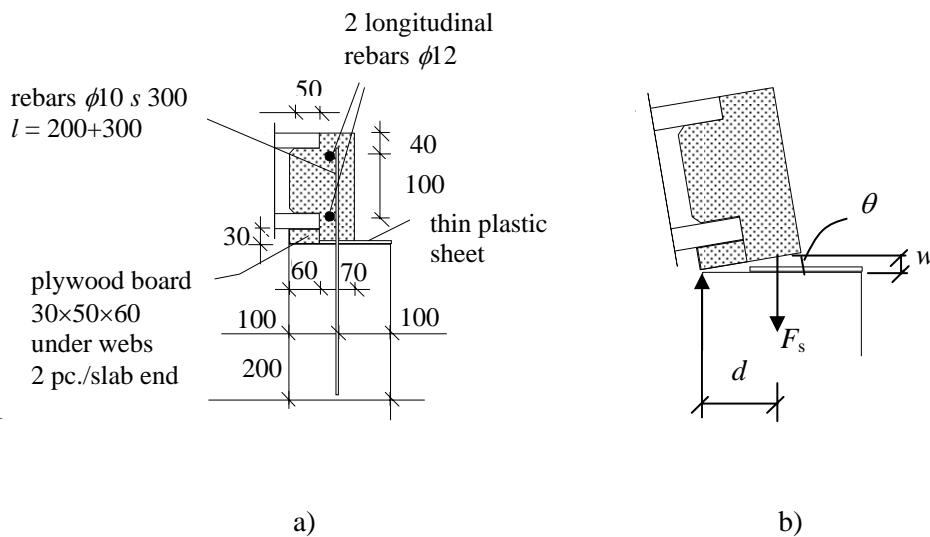 2 longitudinal
rebars ϕ12
rebars ϕ10 s 300
l = 200+300
50
40
100
30
thin plastic
sheet
60
70
plywood board
30×50×60
under webs
2 pc./slab end
100
100
200
θ
w
Fs
d
a)
b)